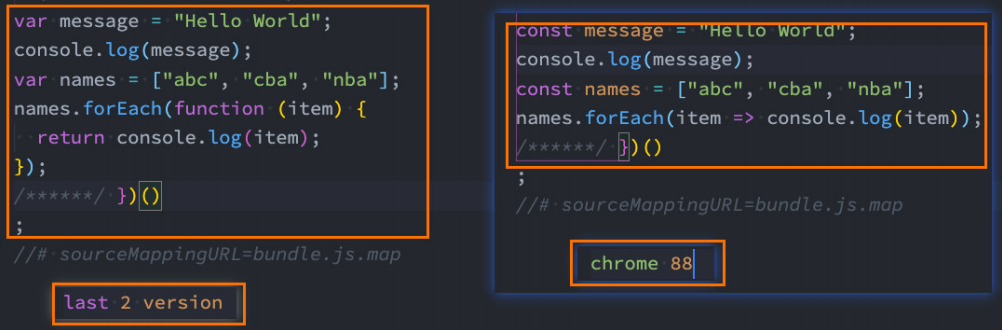 var message = "Hello World";
console.log(message);
var names = ["abc", "cba", "nba"];
names.forEach(function (item) {
  return console.log(item);
});
/******/ })()
;
//# sourceMappingURL=bundle.js.map
last 2 version
const message = "Hello World";
console.log(message);
const names = ["abc", "cba", "nba"];
names.forEach(item => console.log(item));
/******/ })()
;
//# sourceMappingURL=bundle.js.map
chrome 88